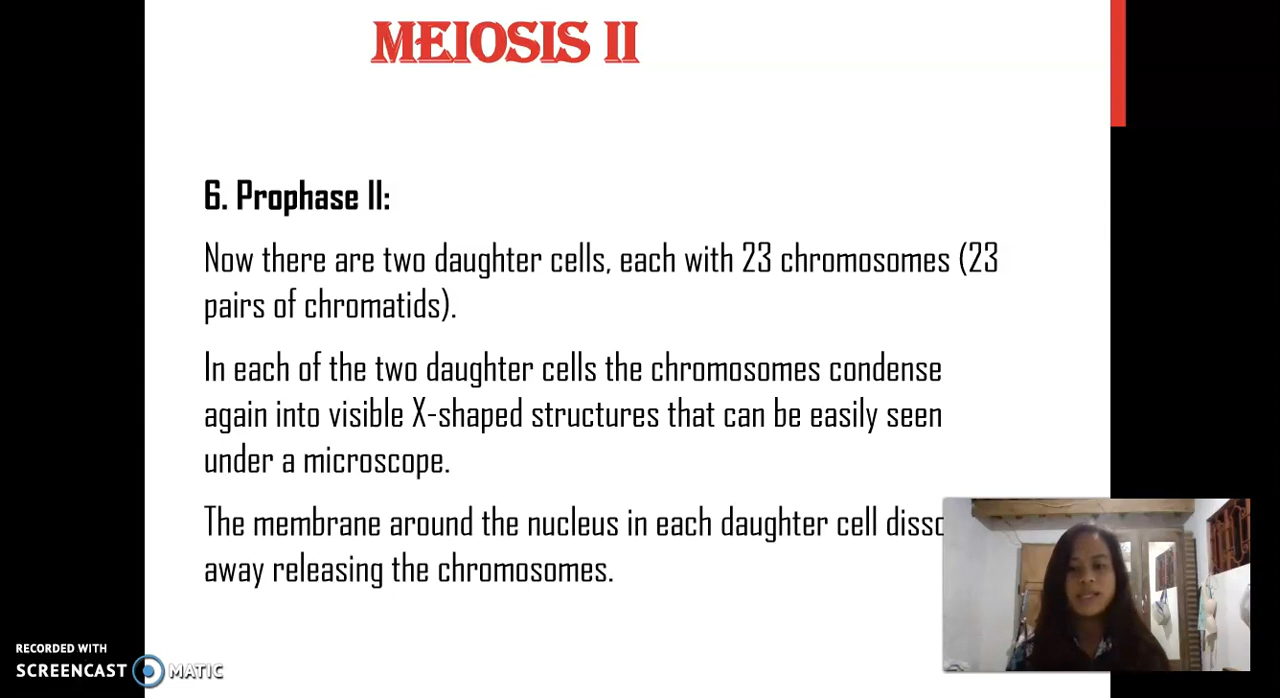 MEIOSIS II
6. Prophase II:
Now there are two daughter cells, each with 23 chromosomes (23
pairs of chromatids).
In each of the two daughter cells the chromosomes condense
again into visible X-shaped structures that can be easily seen
under a microscope.
The membrane around the nucleus in each daughter cell
away releasing the chromosomes.
RECORDED WITH
SCREENCAST MATIC